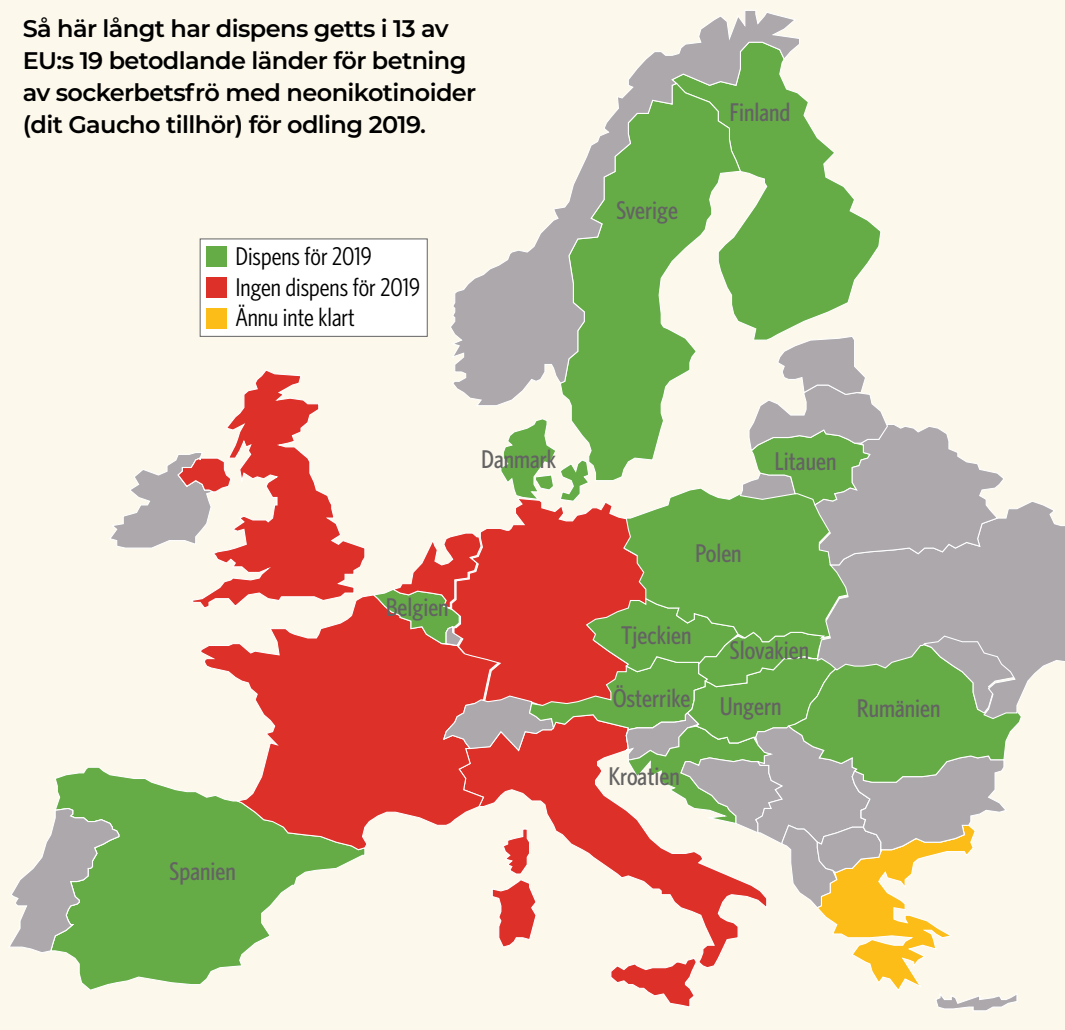 Så här långt har dispens getts i 13 av
EU:s 19 betodlande länder för betning
av sockerbetsfrö med neonikotinoider
(dit Gaucho tillhör) för odling 2019.
Finland
Sverige
Dispens för 2019
Ingen dispens för 2019
Ännu inte klart
Danmark
Litauen
Polen
Belgien
Tjeckien
Slovakien
Österrike
Ungern
Rumänien
Kroatien
Spanien